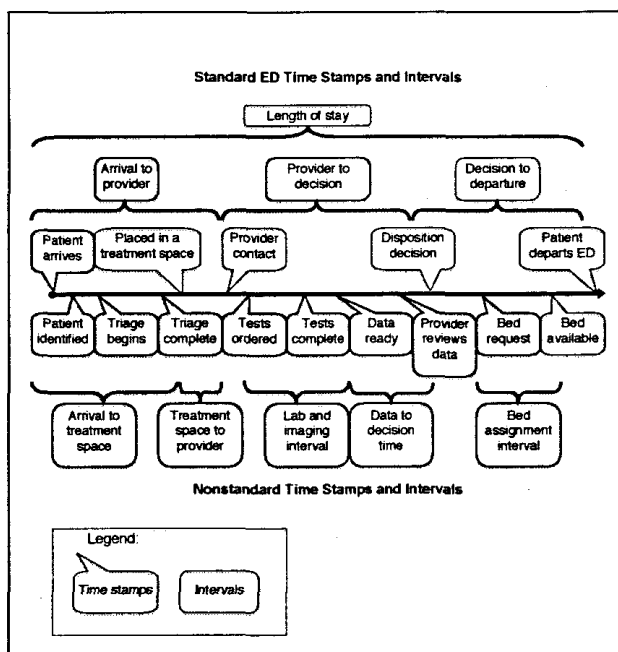 Standard ED Time Stamps and Intervals
Length of stay
Arrival to
provider
Provider to
decision
Decision to
departure
Patient
arrives
Placed in a
treatment space
Provider
contact
Disposition
decision
Patient
departs ED
Patient
identified
Triage
begins
Triage
complete
Tests
ordered
Tests
complete
Data
ready
Provider
reviews
data
Bed
request
Bed
available
Arrival to
treatment
space
Treatment
space to
provider
Lab and
imaging
interval
Data to
decision
time
Bed
assignment
interval
Nonstandard Time Stamps and Intervals
Legend:
Time stamps
Intervals